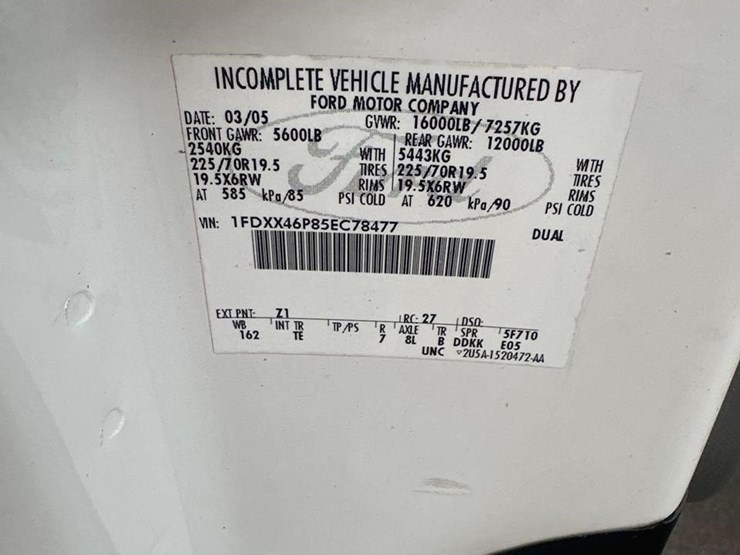 INCOMPLETE VEHICLE MANUFACTURED BY
FORD MOTOR COMPANY
DATE: 03/05 GVWR: 16000LB/7257KG
FRONT GAWR: 5600LB REAR GAWR: 12000LB
2540KG WITH 5443KG WITH
225/70R19.5 TIRES 225/70R19.5 TIRES
19.5X6RW RIMS 19.5X6RW RIMS
AT 585 kPa/85 PSI COLD AT 620 kPa/90 PSI COLD
Ford
VIN: 1FDXX46P85EC78477 DUAL
EXT PNT: Z1 RC: 27 DSO:
WB INT TR TP/PS R AXLE TR SPR 5F710
162 TE 7 8L B DDKK E05
UNC 2U5A-1520472-AA